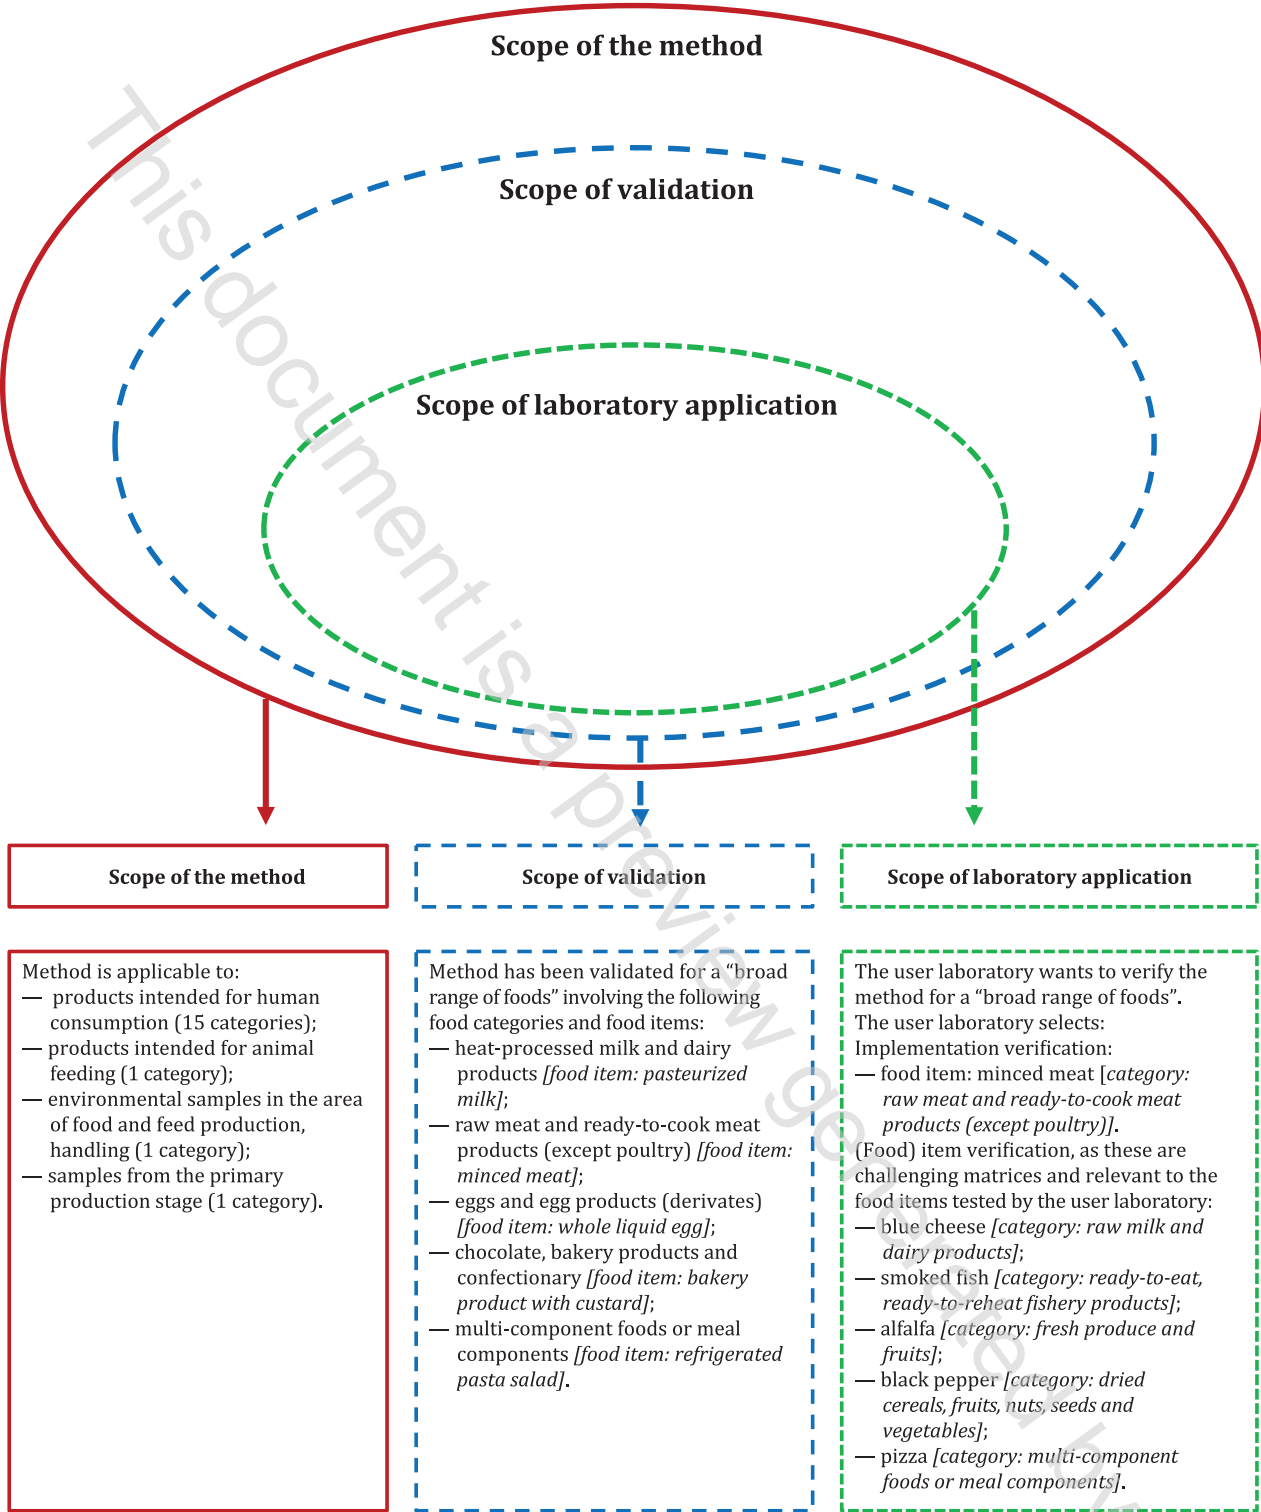 Scope of the method
Scope of validation
Scope of laboratory application
Scope of the method
Method is applicable to:
— products intended for human
consumption (15 categories);
— products intended for animal
feeding (1 category);
— environmental samples in the area
of food and feed production,
handling (1 category);
— samples from the primary
production stage (1 category).
Scope of validation
Method has been validated for a “broad
range of foods” involving the following
food categories and food items:
— heat-processed milk and dairy
products [food item: pasteurized
milk];
— raw meat and ready-to-cook meat
products (except poultry) [food item:
minced meat];
— eggs and egg products (derivates)
[food item: whole liquid egg];
— chocolate, bakery products and
confectionary [food item: bakery
product with custard];
— multi-component foods or meal
components [food item: refrigerated
pasta salad].
Scope of laboratory application
The user laboratory wants to verify the
method for a “broad range of foods”.
The user laboratory selects:
Implementation verification:
— food item: minced meat [category:
raw meat and ready-to-cook meat
products (except poultry)].
(Food) item verification, as these are
challenging matrices and relevant to the
food items tested by the user laboratory:
— blue cheese [category: raw milk and
dairy products];
— smoked fish [category: ready-to-eat,
ready-to-reheat fishery products];
— alfalfa [category: fresh produce and
fruits];
— black pepper [category: dried
cereals, fruits, nuts, seeds and
vegetables];
— pizza [category: multi-component
foods or meal components].
This document is a preview generated by